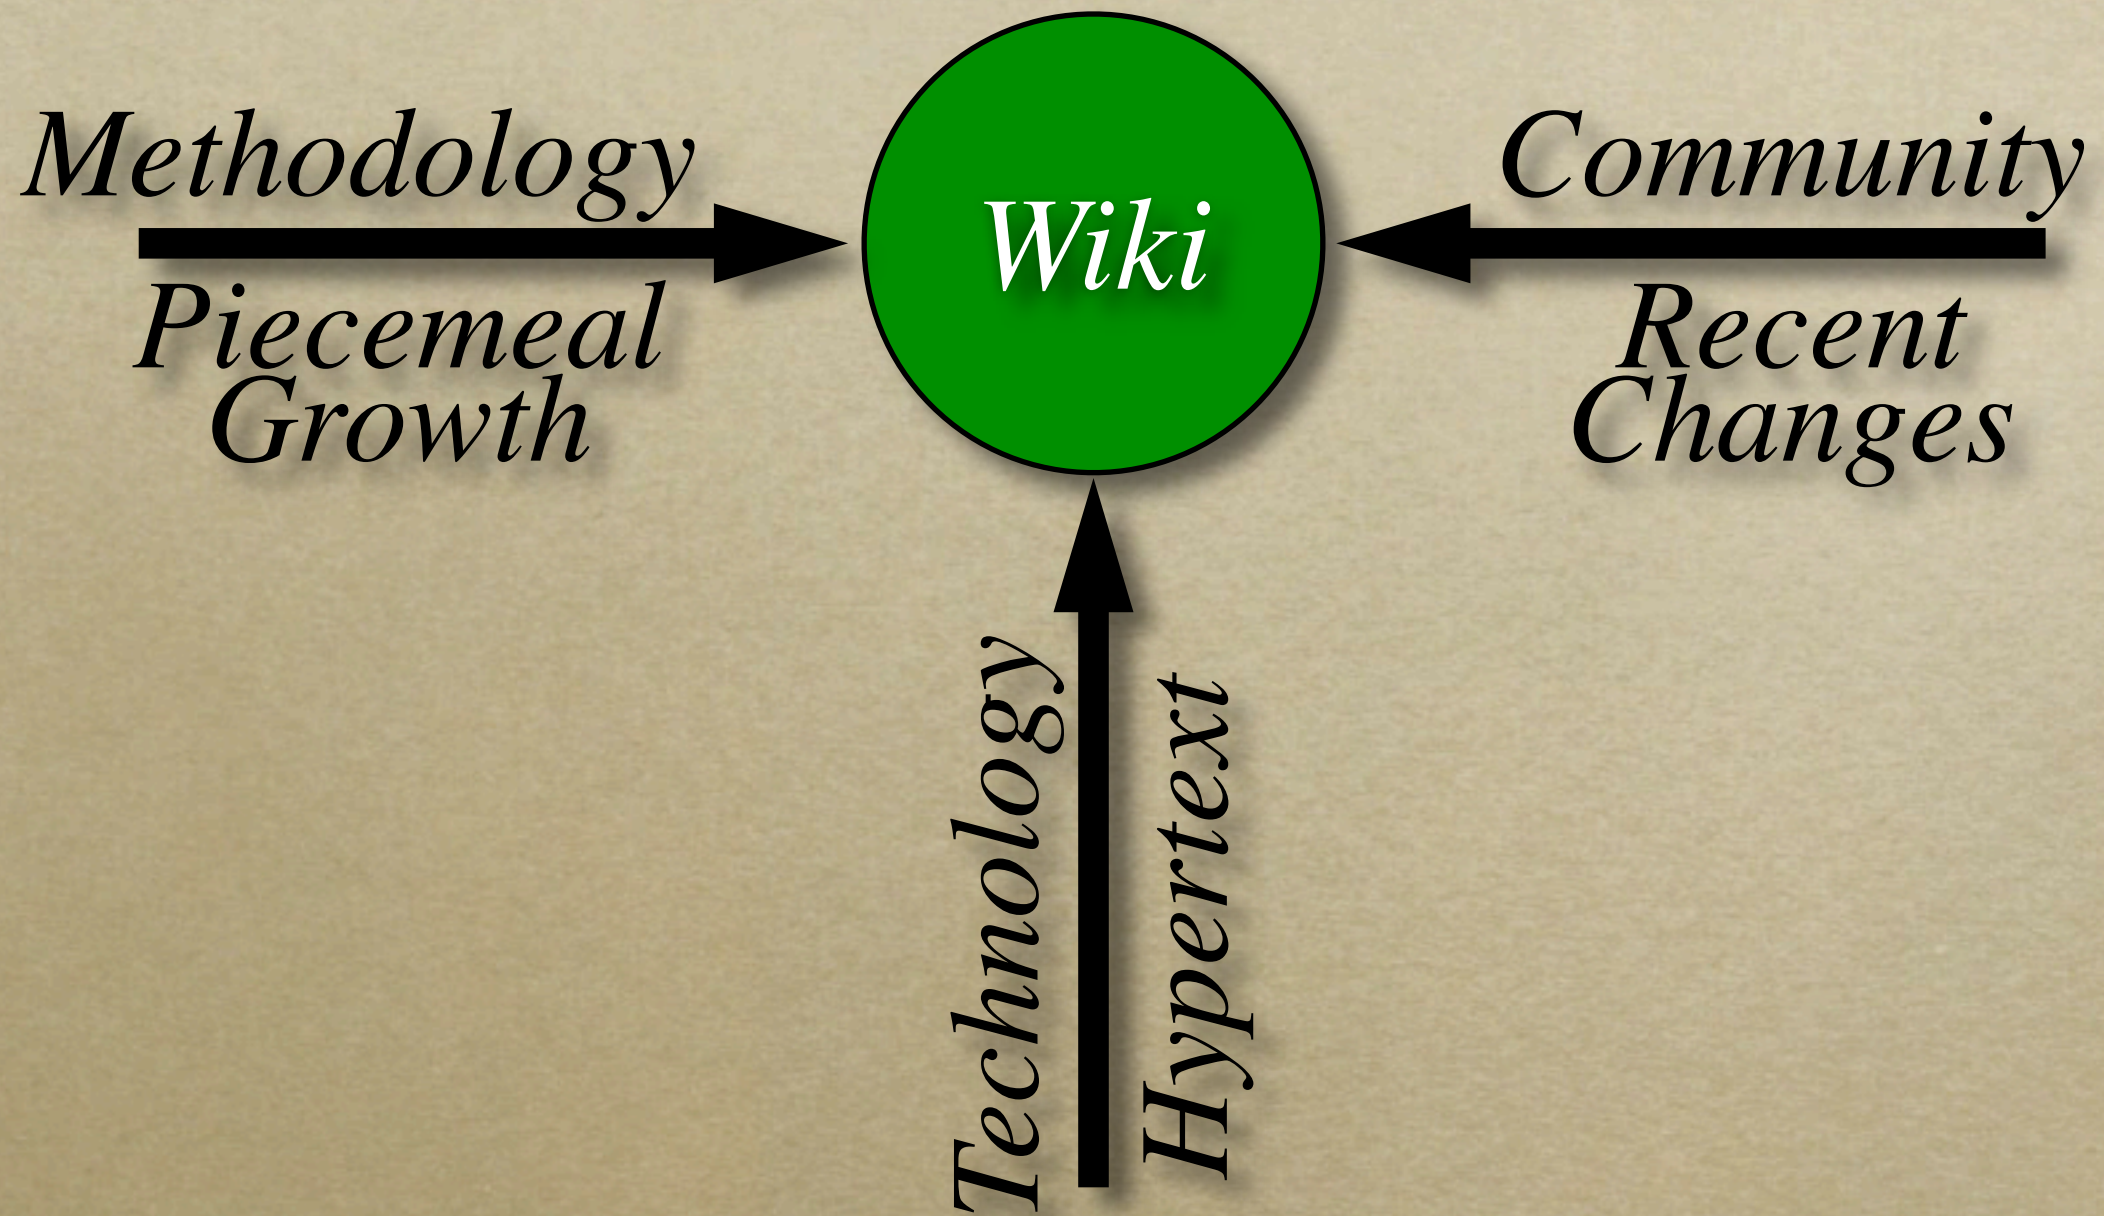 Methodology
Piecemeal
Growth
Wiki
Community
Recent
Changes
Technology
Hypertext